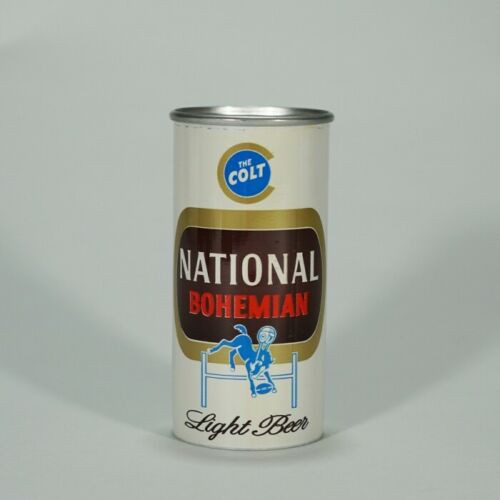 THE
COLT
NATIONAL
BOHEMIAN
Light Beer